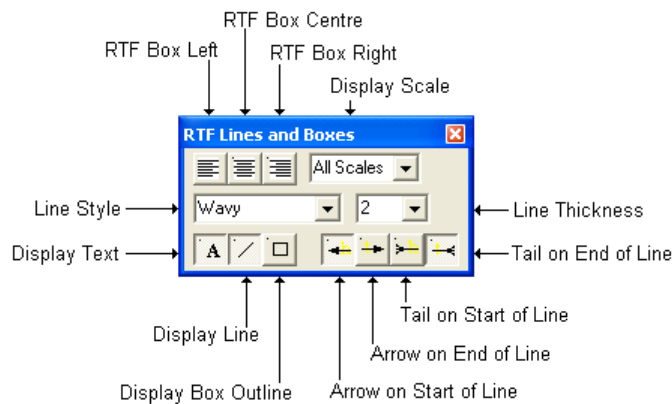 RTF Box Centre
RTF Box Left
RTF Box Right
Display Scale
RTF Lines and Boxes
All Scales
Line Style
Wavy
2
Line Thickness
Display Text
A
Tail on End of Line
Display Line
Tail on Start of Line
Arrow on End of Line
Display Box Outline
Arrow on Start of Line